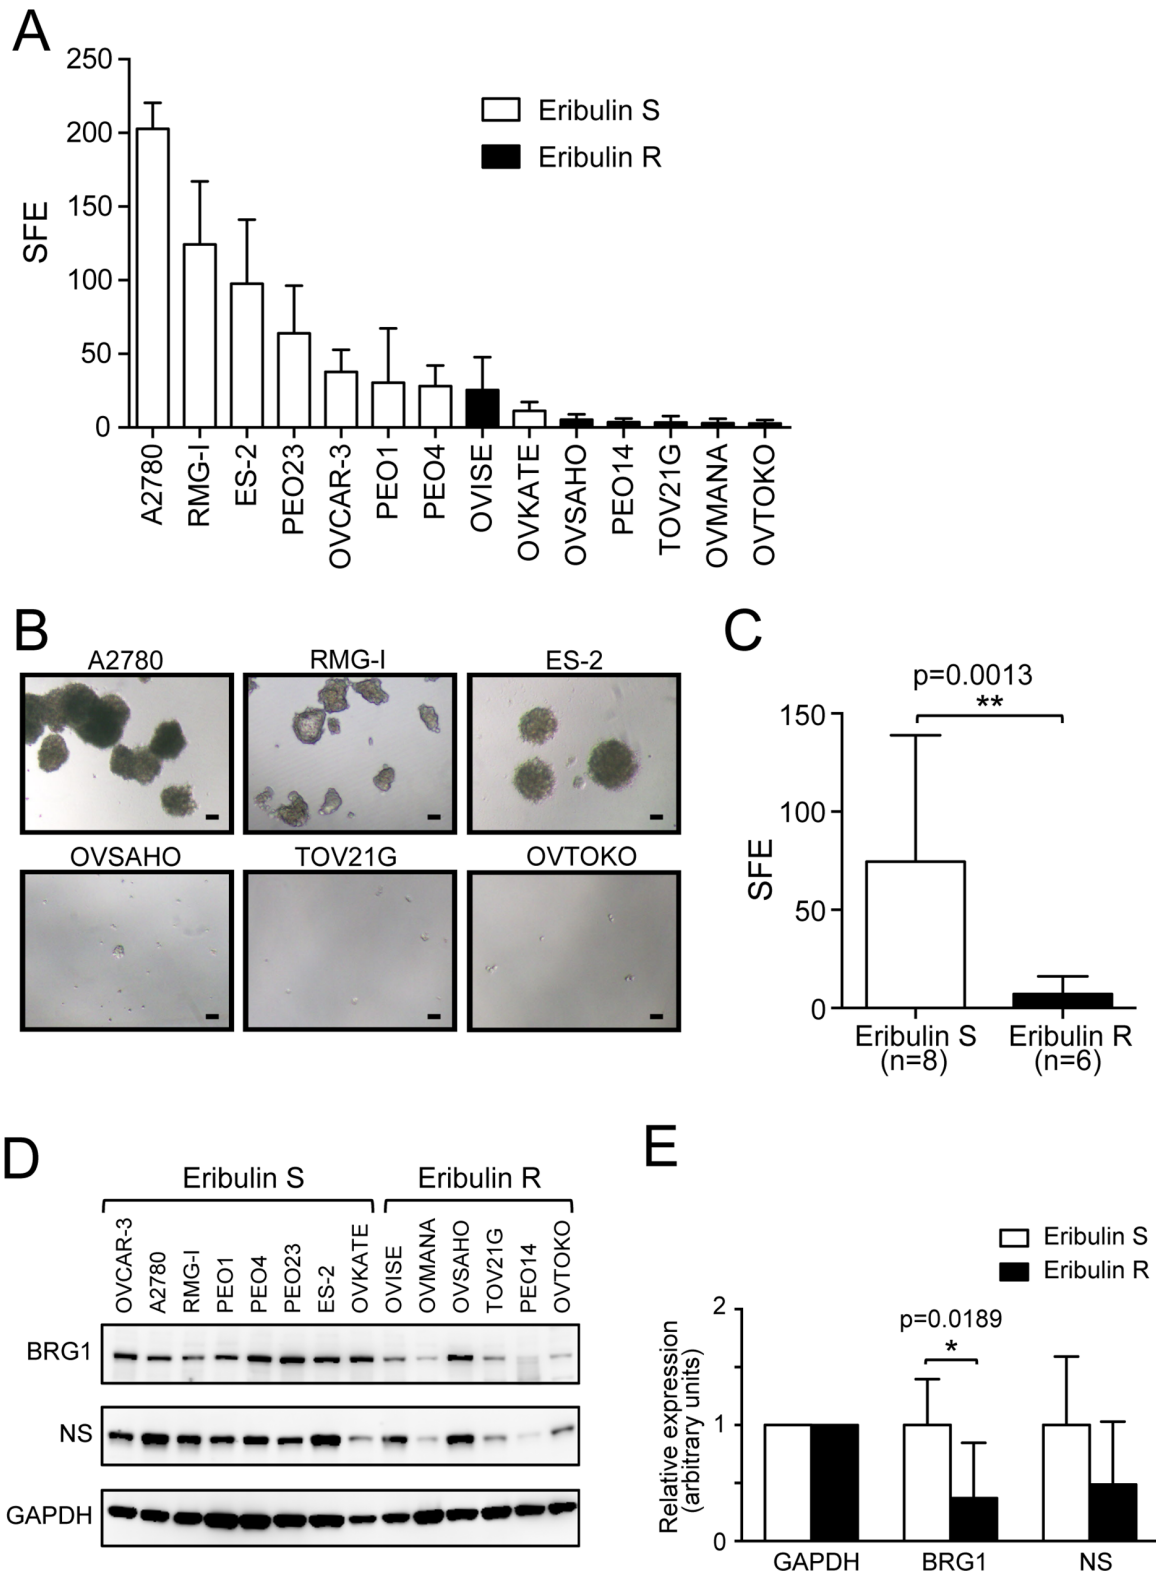 A
250
200
150
100
50
0
SFE
Eribulin S
Eribulin R
A2780
RMG-I
ES-2
PEO23
OVCAR-3
PEO1
PEO4
OVISE
OVKATE
OVSAHO
PEO14
TOV21G
OVMANA
OVTOKO
B
A2780
RMG-I
ES-2
OVSAHO
TOV21G
OVTOKO
C
p=0.0013
**
150
100
50
0
SFE
Eribulin S
(n=8)
Eribulin R
(n=6)
D
Eribulin S
Eribulin R
OVCAR-3
A2780
RMG-I
PEO1
PEO4
PEO23
ES-2
OVKATE
OVISE
OVMANA
OVSAHO
TOV21G
PEO14
OVTOKO
BRG1
NS
GAPDH
E
Eribulin S
Eribulin R
p=0.0189
*
2
1
0
Relative expression
(arbitrary units)
GAPDH
BRG1
NS